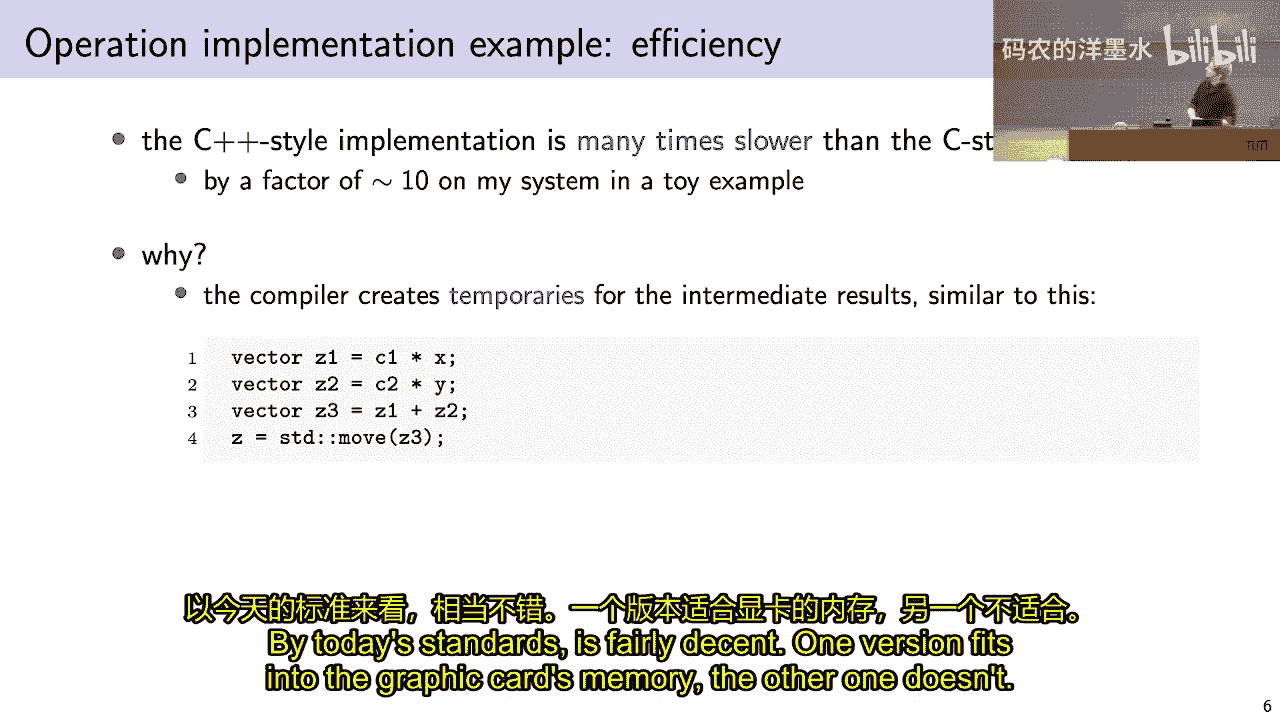 Operation implementation example: efficiency
码农的洋墨水 bilibili
the C++-style implementation is many times slower than the C-st
by a factor of ∼ 10 on my system in a toy example
why?
the compiler creates temporaries for the intermediate results, similar to this:
1 vector z1 = c1 * x;
2 vector z2 = c2 * y;
3 vector z3 = z1 + z2;
4 z = std::move(z3);
以今天的标准来看，相当不错。一个版本适合显卡的内存，另一个不适合。
By today's standards, is fairly decent. One version fits
into the graphic card's memory, the other one doesn't.
6